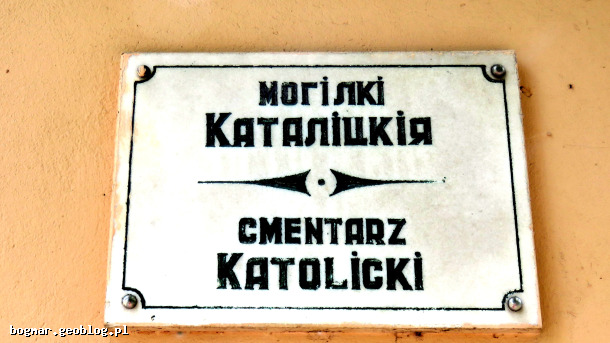 могілкі
Каталіцкія
CMENTARZ
KATOLICKI
bognar.geoblog.pl